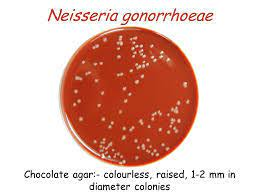 Neisseria gonorrhoeae
Chocolate agar:- colourless, raised, 1-2 mm in
diameter colonies